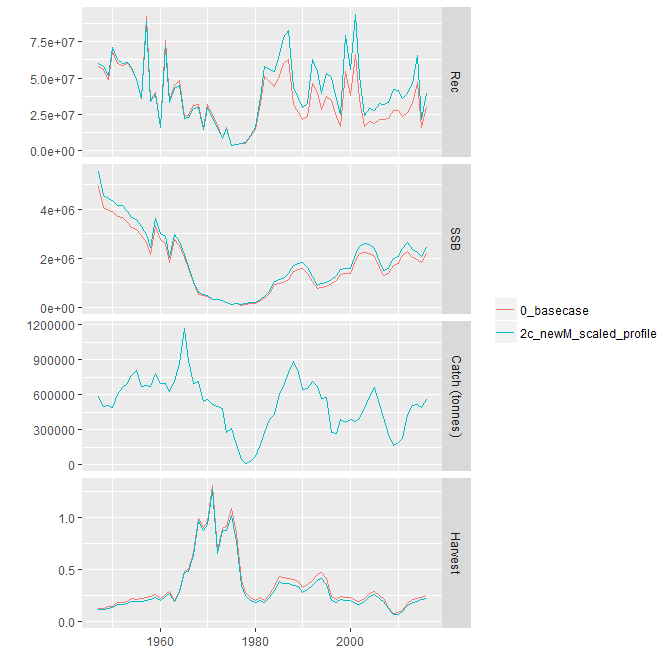 7.5e+07
5.0e+07
2.5e+07
0.0e+00
Rec
4e+06
2e+06
0e+00
SSB
1200000
900000
600000
300000
0
Catch (tonnes)
1.0
0.5
0.0
Harvest
1960
1980
2000
0_basecase
2c_newM_scaled_profile